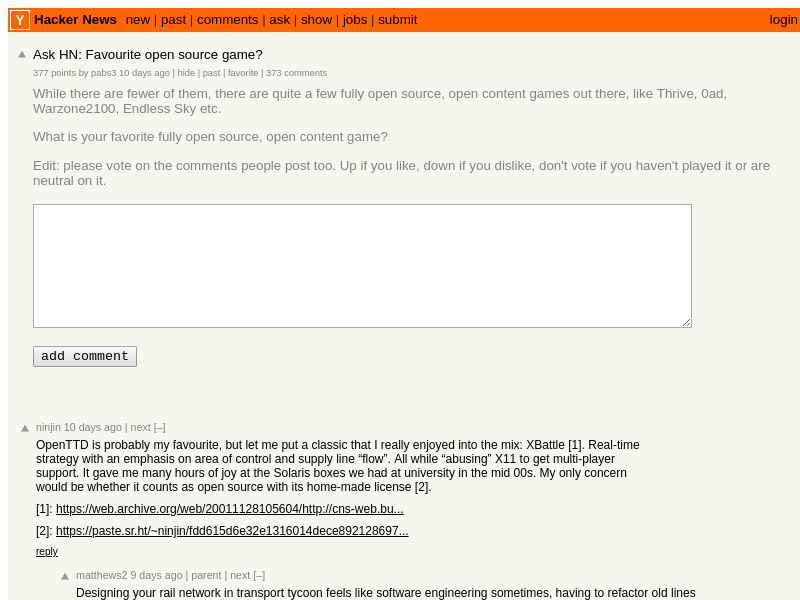 Y Hacker News new | past | comments | ask | show | jobs | submit login
Ask HN: Favourite open source game?
377 points by pabs3 10 days ago | hide | past | favorite | 373 comments
While there are fewer of them, there are quite a few fully open source, open content games out there, like Thrive, 0ad,
Warzone2100, Endless Sky etc.
What is your favorite fully open source, open content game?
Edit: please vote on the comments people post too. Up if you like, down if you dislike, don't vote if you haven't played it or are
neutral on it.
add comment
ninjin 10 days ago | next [–]
OpenTTD is probably my favourite, but let me put a classic that I really enjoyed into the mix: XBattle [1]. Real-time
strategy with an emphasis on area of control and supply line “flow”. All while “abusing” X11 to get multi-player
support. It gave me many hours of joy at the Solaris boxes we had at university in the mid 00s. My only concern
would be whether it counts as open source with its home-made license [2].
[1]: https://web.archive.org/web/20011128105604/http://cns-web.bu...
[2]: https://paste.sr.ht/~ninjin/fdd615d6e32e1316014dece892128697...
reply
matthews2 9 days ago | parent | next [–]
Designing your rail network in transport tycoon feels like software engineering sometimes, having to refactor old lines